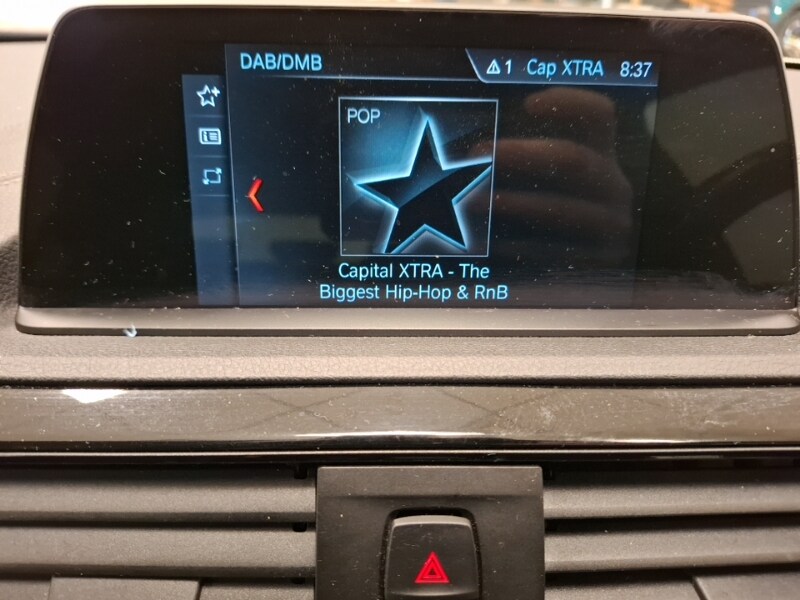 DAB/DMB
1 Cap XTRA 8:37
POP
Capital XTRA - The
Biggest Hip-Hop & RnB